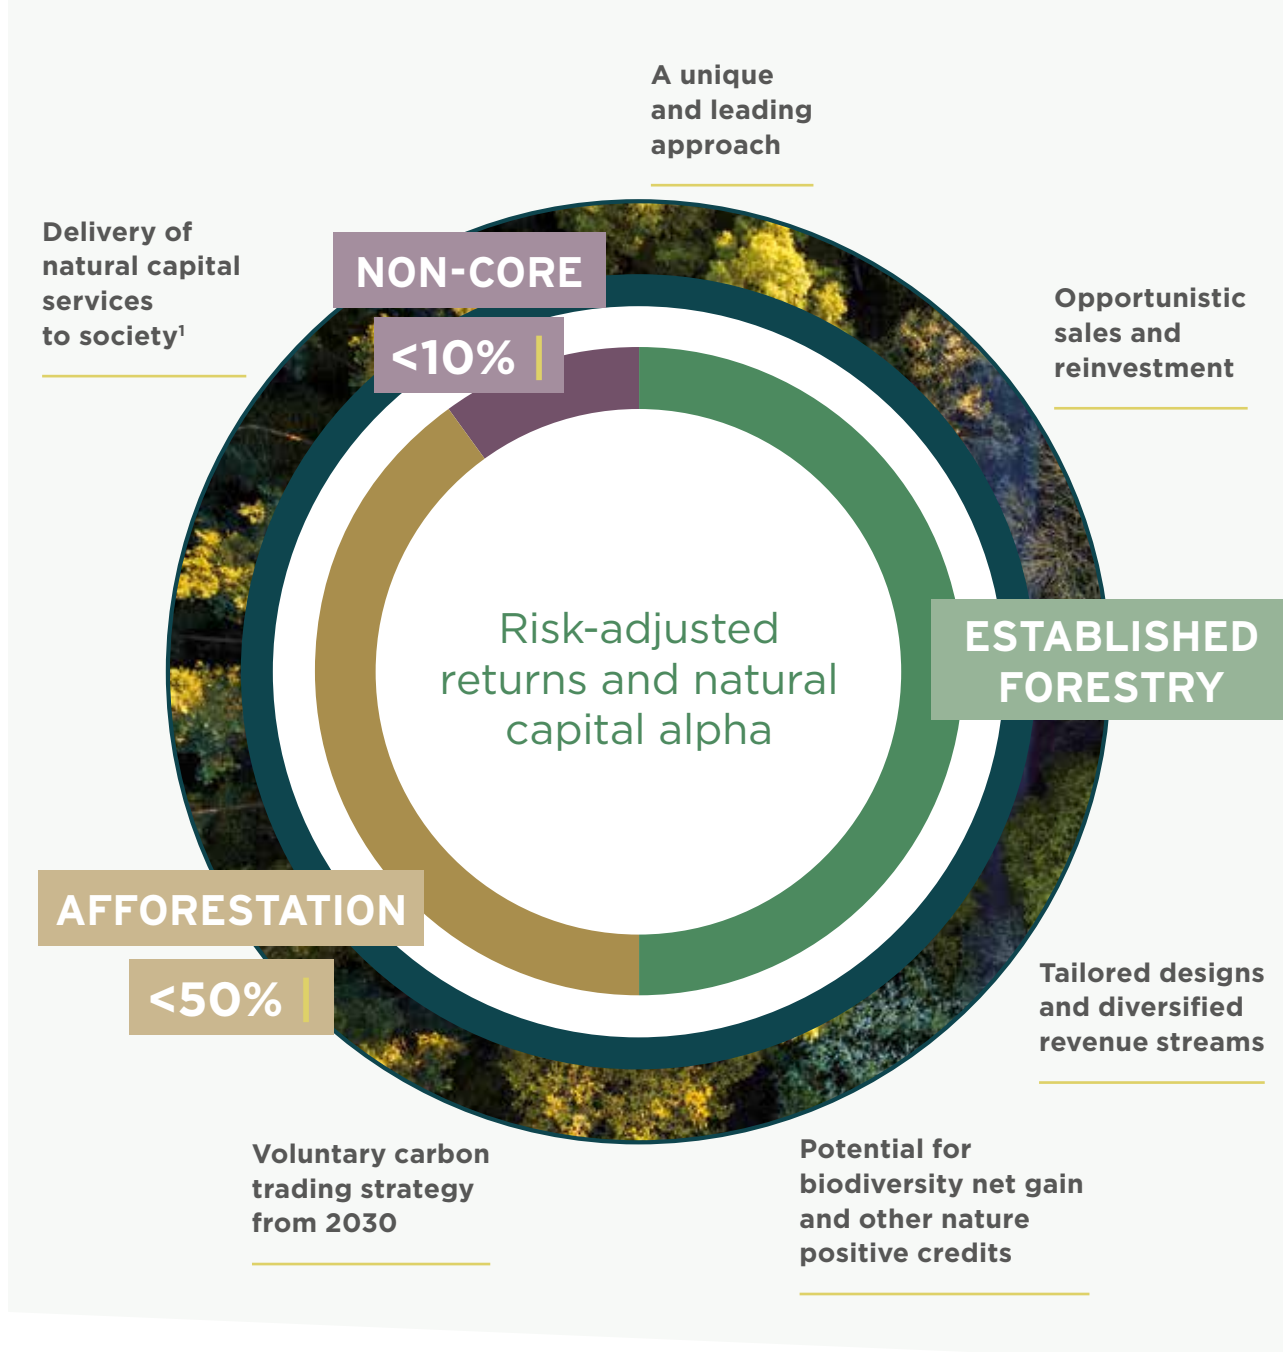 A unique
and leading
approach
Delivery of
natural capital
services
to society¹
NON-CORE
<10%
Opportunistic
sales and
reinvestment
Risk-adjusted
returns and natural
capital alpha
ESTABLISHED
FORESTRY
AFFORESTATION
<50%
Tailored designs
and diversified
revenue streams
Voluntary carbon
trading strategy
from 2030
Potential for
biodiversity net gain
and other nature
positive credits